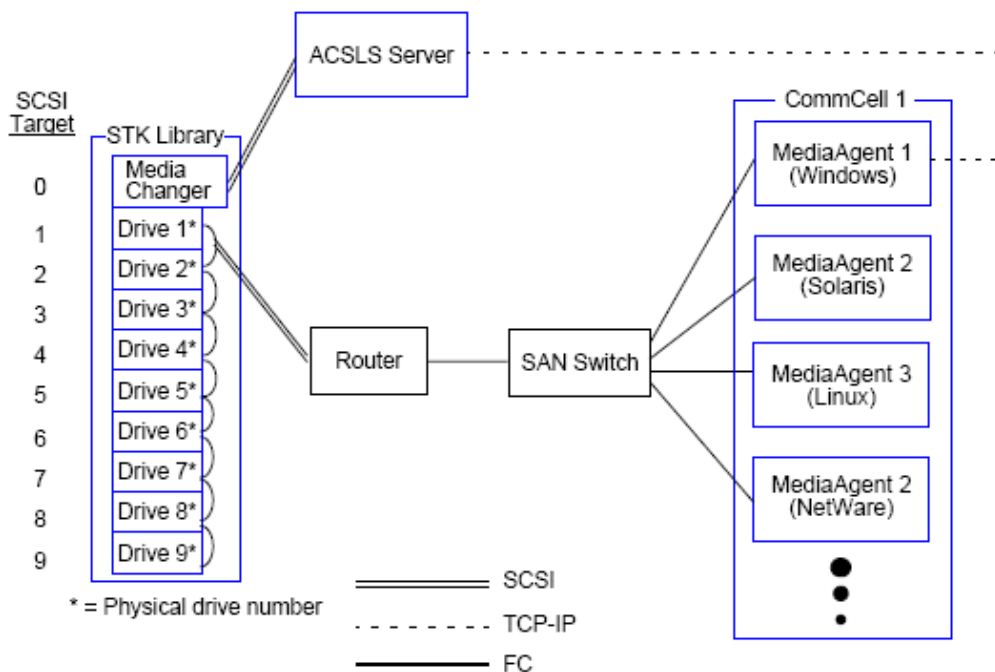 ACSLS Server
SCSI
Target
STK Library
CommCell 1
Media
Changer
MediaAgent 1
(Windows)
0
1
2
3
4
5
6
7
8
9
Drive 1*
Drive 2*
Drive 3*
Drive 4*
Drive 5*
Drive 6*
Drive 7*
Drive 8*
Drive 9*
Router
SAN Switch
MediaAgent 2
(Solaris)
MediaAgent 3
(Linux)
MediaAgent 2
(NetWare)
* = Physical drive number
SCSI
TCP-IP
FC